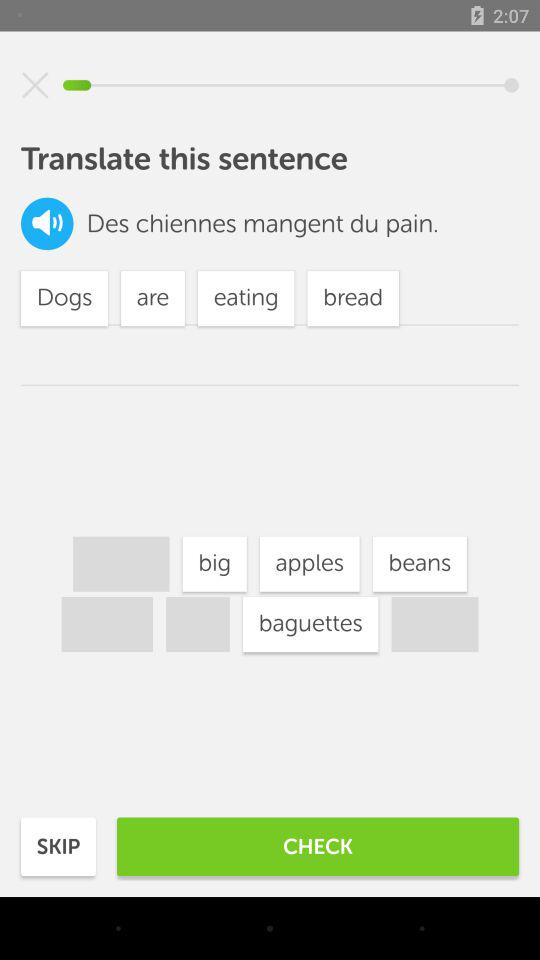 2:07
Translate this sentence
Des chiennes mangent du pain.
Dogs are eating bread
big apples beans
baguettes
SKIP CHECK